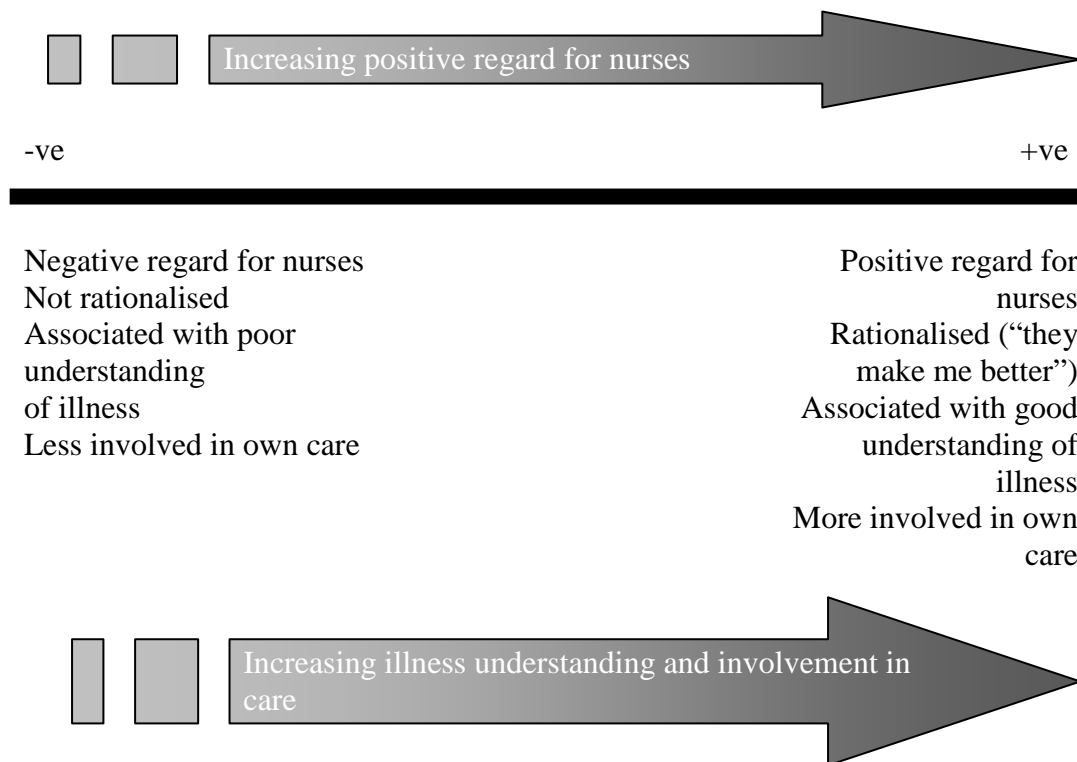 Increasing positive regard for nurses
-ve
+ve
Negative regard for nurses
Not rationalised
Associated with poor
understanding
of illness
Less involved in own care
Positive regard for
nurses
Rationalised (“they
make me better”)
Associated with good
understanding of
illness
More involved in own
care
Increasing illness understanding and involvement in
care